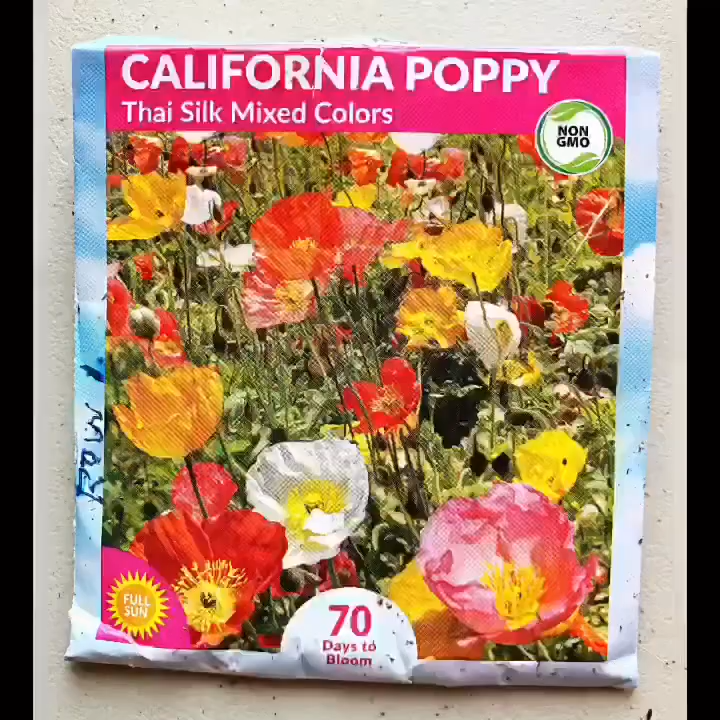 CALIFORNIA POPPY
Thai Silk Mixed Colors
NON
GMO
FULL
SUN
70
Days to
Bloom